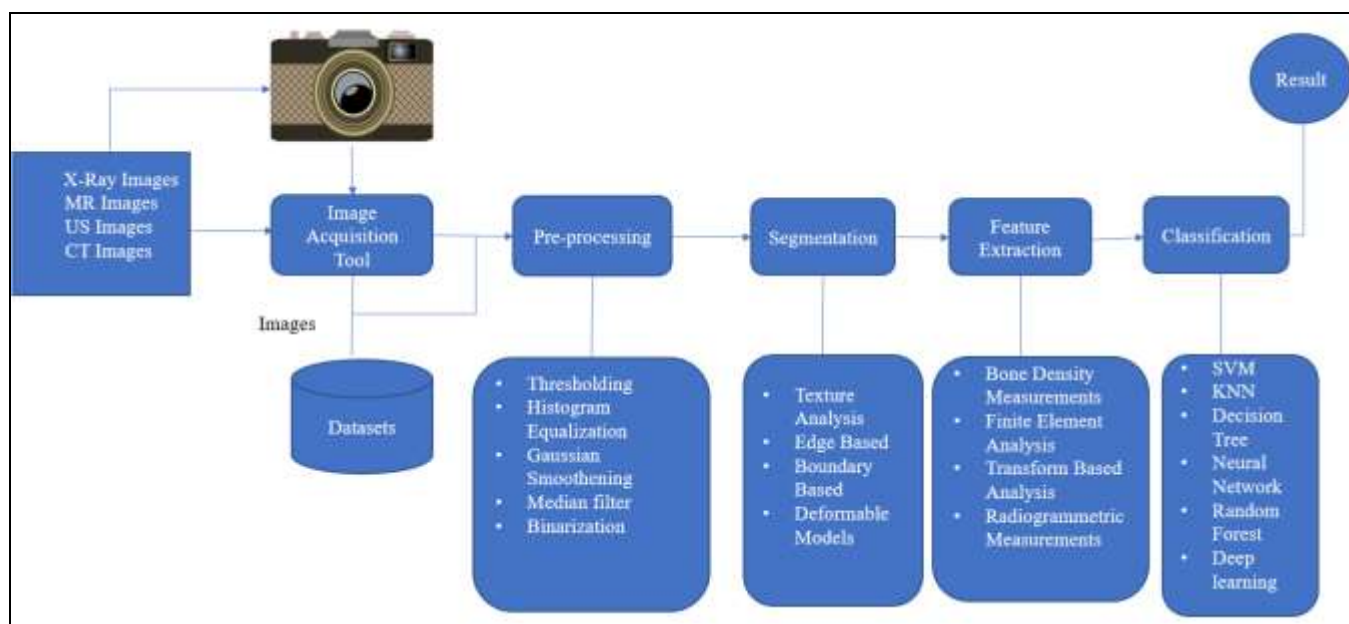 Result
X-Ray Images
MR Images
US Images
CT Images
Image
Acquisition
Tool
Pre-processing
Segmentation
Feature
Extraction
Classification
Images
Datasets
• Thresholding
• Histogram
Equalization
• Gaussian
Smoothening
• Median filter
• Binarization
• Texture
Analysis
• Edge Based
• Boundary
Based
• Deformable
Models
• Bone Density
Measurements
• Finite Element
Analysis
• Transform Based
Analysis
• Radiogrammetric
Measurements
• SVM
• KNN
• Decision
Tree
• Neural
Network
• Random
Forest
• Deep
learning